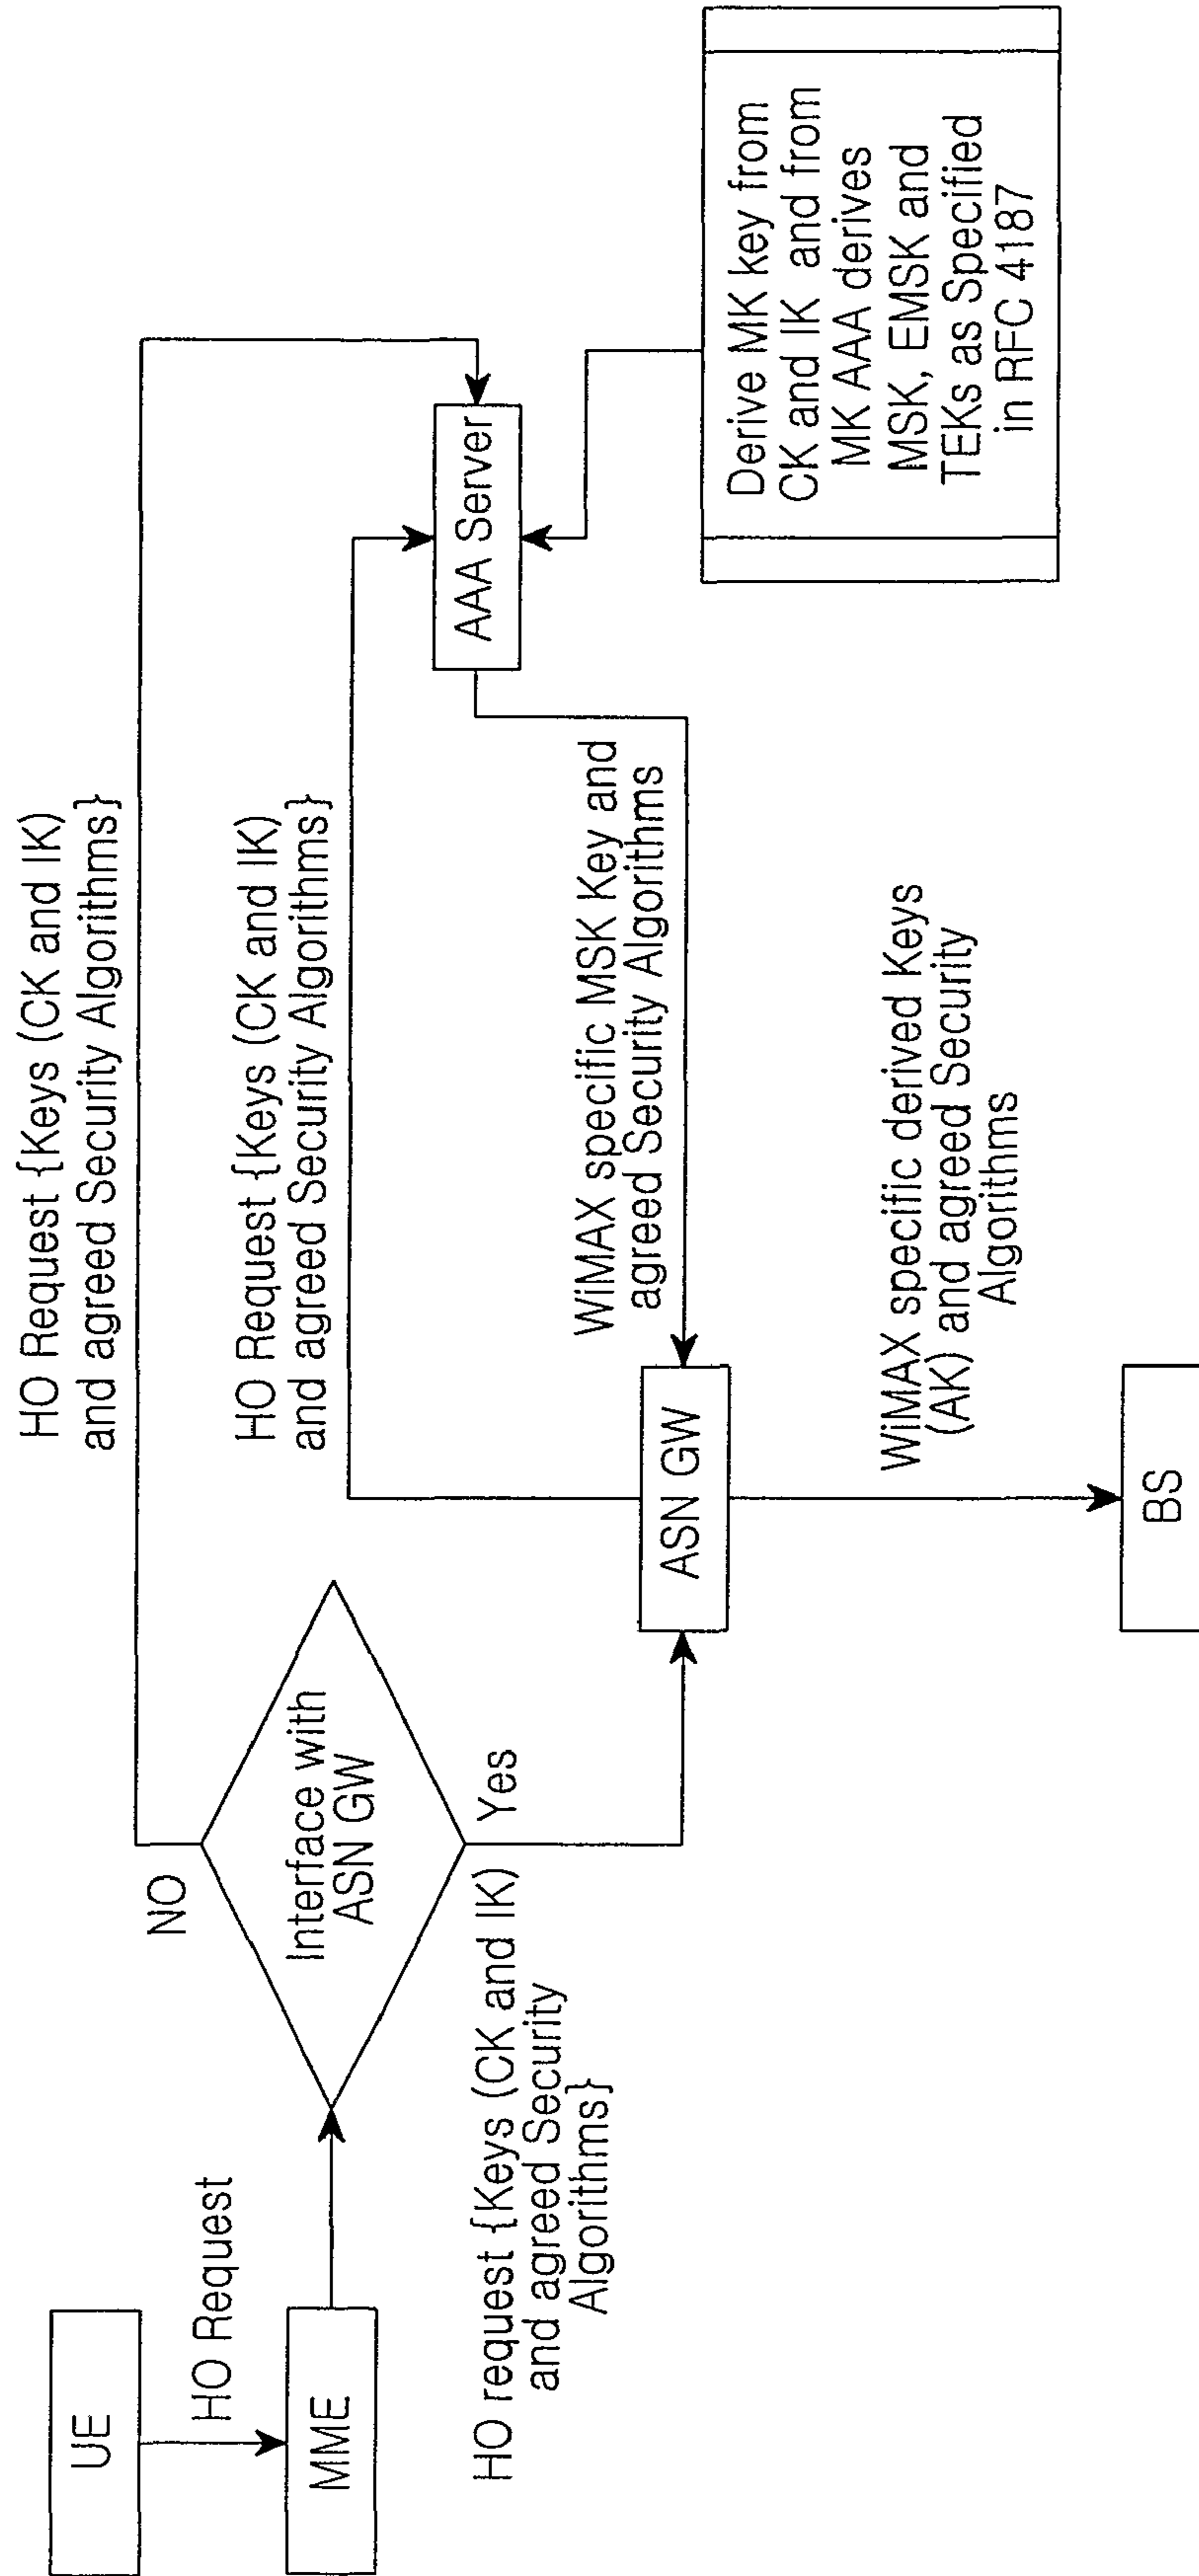 UE
HO Request
MME
Interface with
ASN GW
NO
Yes
HO Request {Keys (CK and IK)
and agreed Security Algorithms}
HO Request {Keys (CK and IK)
and agreed Security Algorithms}
HO request {Keys (CK and IK)
and agreed Security
Algorithms}
ASN GW
AAA Server
WiMAX specific MSK Key and
agreed Security Algorithms
WiMAX specific derived Keys
(AK) and agreed Security
Algorithms
BS
Derive MK key from
CK and IK and from
MK AAA derives
MSK, EMSK and
TEKs as Specified
in RFC 4187